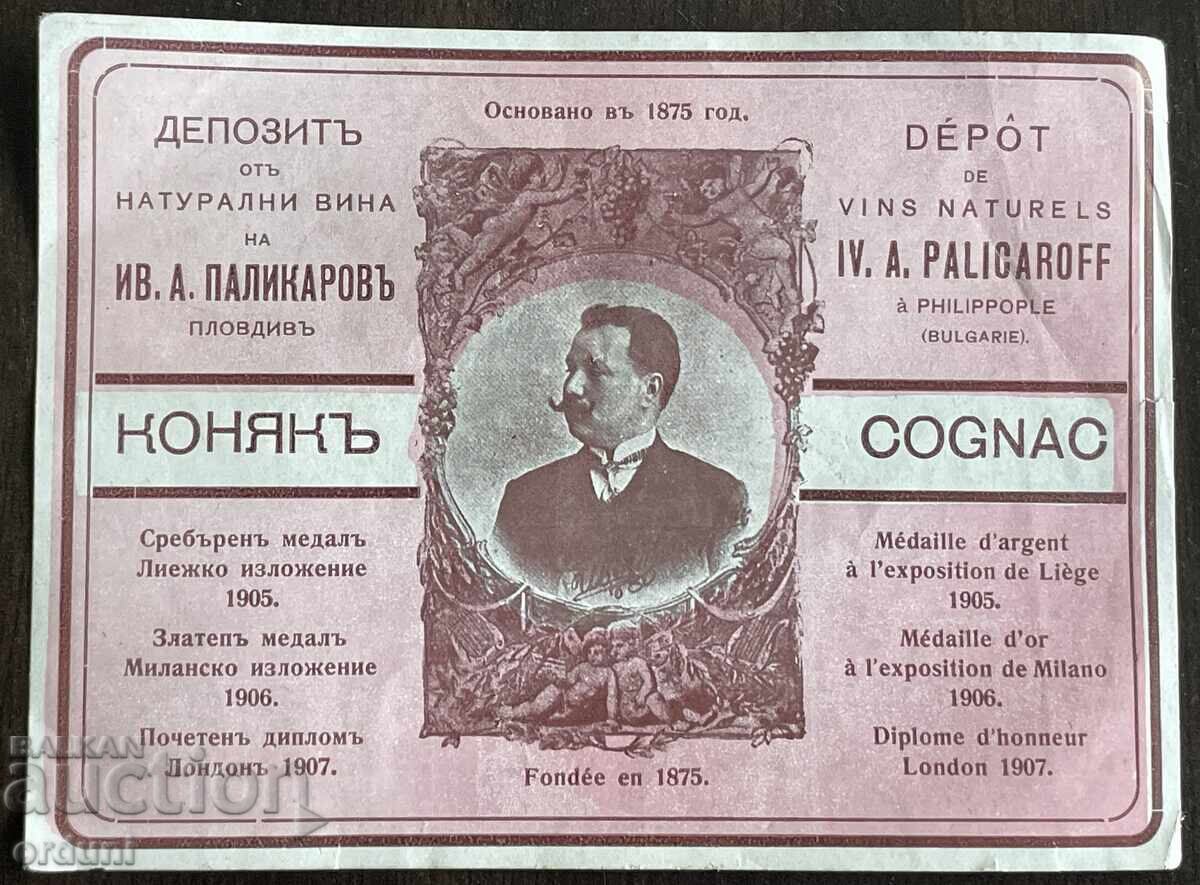 Основано въ 1875 год.
ДЕПОЗИТЪ
отъ
НАТУРАЛНИ ВИНА
НА
ИВ. А. ПАЛИКАРОВЪ
ПЛОВДИВЪ
КОНЯКЪ
Сребъренъ медалъ
Лиежко изложение
1905.
Златепъ медалъ
Миланско изложение
1906.
Почетенъ дипломъ
Лондонъ 1907.
DÉPÔT
DE
VINS NATURELS
IV. A. PALICAROFF
à PHILIPPOPLE
(BULGARIE).
COGNAC
Médaille d'argent
à l'exposition de Liège
1905.
Médaille d'or
à l'exposition de Milano
1906.
Diplome d'honneur
London 1907.
Fondée en 1875.
BALKAN
auction
orduni